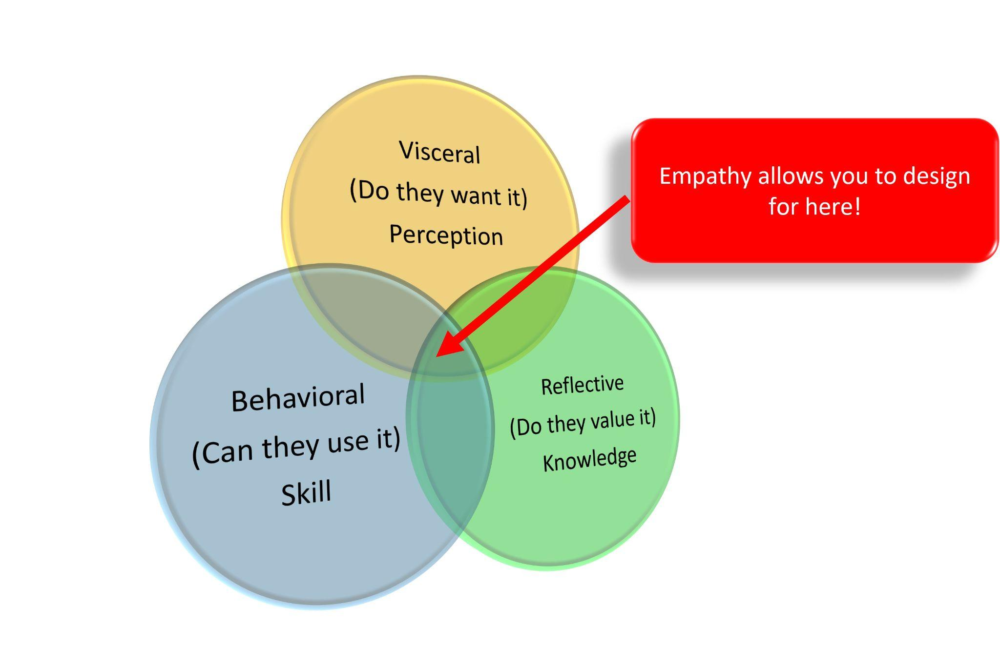 Visceral
(Do they want it)
Perception
Empathy allows you to design
for here!
Behavioral
(Can they use it)
Skill
Reflective
(Do they value it)
Knowledge